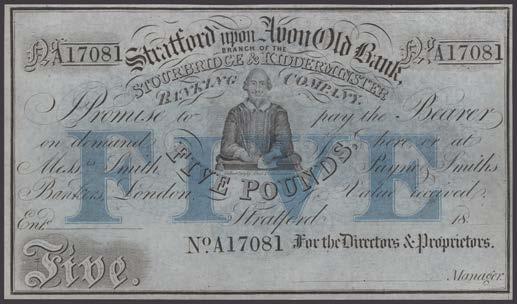 No A17081 Stratford upon Avon Old Bank, No A17081
BRANCH OF THE
STOURBRIDGE & KIDDERMINSTER
BANKING COMPANY.
I Promise to pay the Bearer
on demand here or at
Messrs Smith Payne & Smiths
Bankers, London, Value received,
FIVE
FIVE POUNDS,
Entd Stratford 18
No. A17081 For the Directors & Proprietors.
Five. Manager.